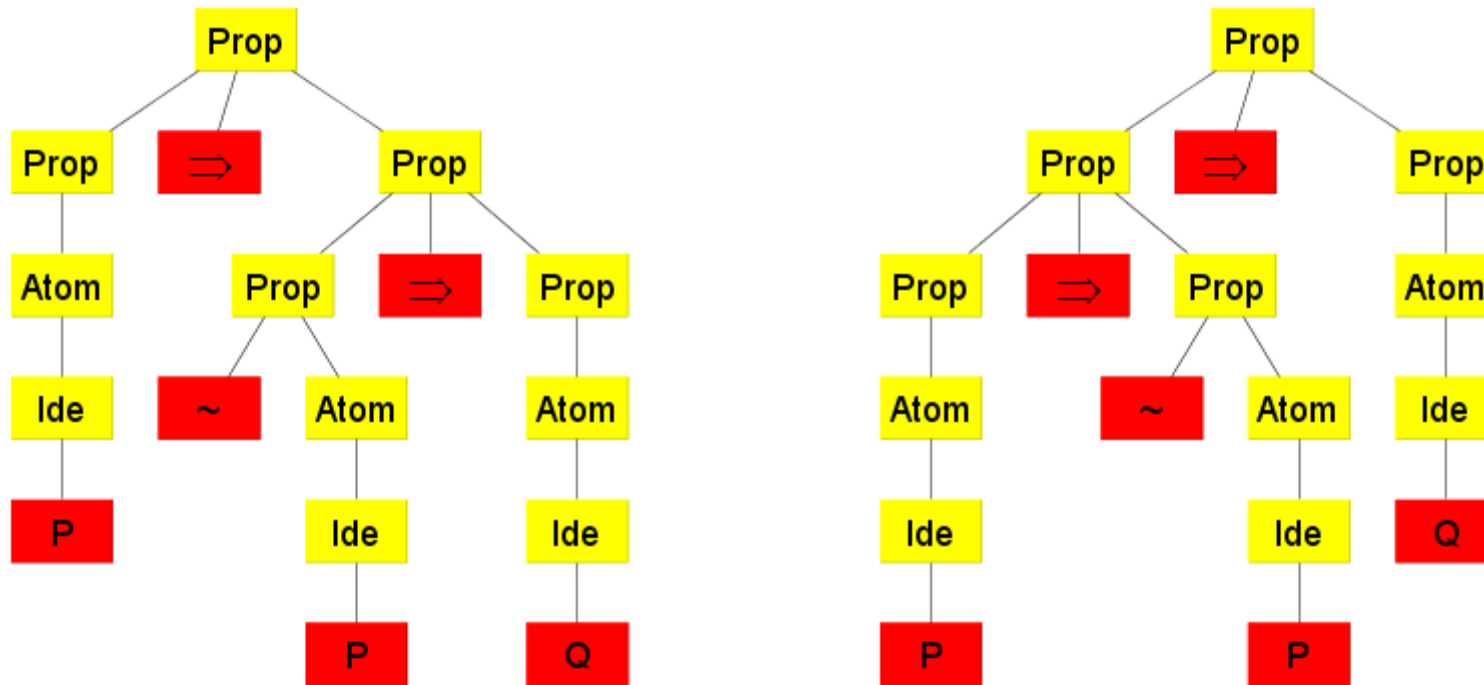 Prop Prop
Prop ⇒ Prop Prop ⇒ Prop
Atom Prop ⇒ Prop Prop ⇒ Prop Atom
Ide ~ Atom Atom Atom ~ Atom Ide
P Ide Ide Ide Ide Q
P Q P P